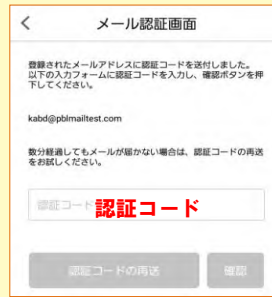 メール認証画面
登録されたメールアドレスに認証コードを送付しました。
以下の入力フォームに認証コードを入力し、確認ボタンを押
下してください。
kabd@pblmailtest.com
数分経過してもメールが届かない場合は、認証コードの再送
をお試しください。
認証コード
認証コード
認証コードの再送
確認